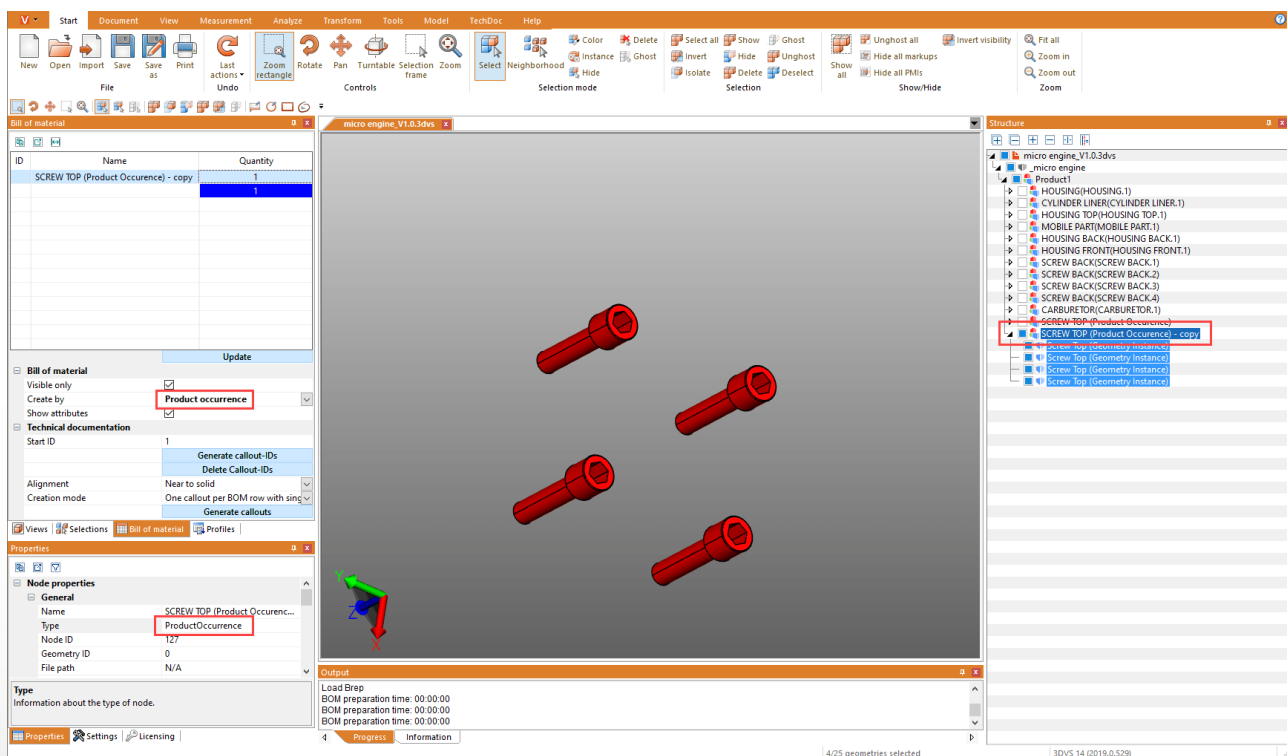 V Start Document View Measurement Analyze Transform Tools Model TechDoc Help ?
New Open Import Save Save as Print
File
Last actions
Undo
Zoom rectangle Rotate Pan Turntable Selection frame Zoom
Controls
Select Neighborhood Color Delete
Instance Ghost
Hide
Selection mode
Select all Show Ghost
Invert Hide Unghost
Isolate Delete Deselect
Selection
Show all Unghost all Invert visibility
Hide all markups
Hide all PMIs
Show/Hide
Fit all
Zoom in
Zoom out
Zoom
Bill of material
ID Name Quantity
SCREW TOP (Product Occurence) - copy 1
1
Update
Bill of material
Visible only
Create by Product occurrence
Show attributes
Technical documentation
Start ID 1
Generate callout-IDs
Delete Callout-IDs
Alignment Near to solid
Creation mode One callout per BOM row with sing
Generate callouts
Views Selections Bill of material Profiles
Properties
Node properties
General
Name SCREW TOP (Product Occurenc...
Type ProductOccurrence
Node ID 127
Geometry ID 0
File path N/A
Type
Information about the type of node.
Properties Settings Licensing
micro engine_V1.0.3dvs
Y
Z
X
Output
Load Brep
BOM preparation time: 00:00:00
BOM preparation time: 00:00:00
BOM preparation time: 00:00:00
Progress Information
Structure
micro engine_V1.0.3dvs
_micro engine
Product1
HOUSING(HOUSING.1)
CYLINDER LINER(CYLINDER LINER.1)
HOUSING TOP(HOUSING TOP.1)
MOBILE PART(MOBILE PART.1)
HOUSING BACK(HOUSING BACK.1)
HOUSING FRONT(HOUSING FRONT.1)
SCREW BACK(SCREW BACK.1)
SCREW BACK(SCREW BACK.2)
SCREW BACK(SCREW BACK.3)
SCREW BACK(SCREW BACK.4)
CARBURETOR(CARBURETOR.1)
SCREW TOP (Product Occurence)
SCREW TOP (Product Occurence) - copy
Screw Top (Geometry Instance)
Screw Top (Geometry Instance)
Screw Top (Geometry Instance)
Screw Top (Geometry Instance)
4/25 geometries selected 3DVS 14 (2019.0.529)